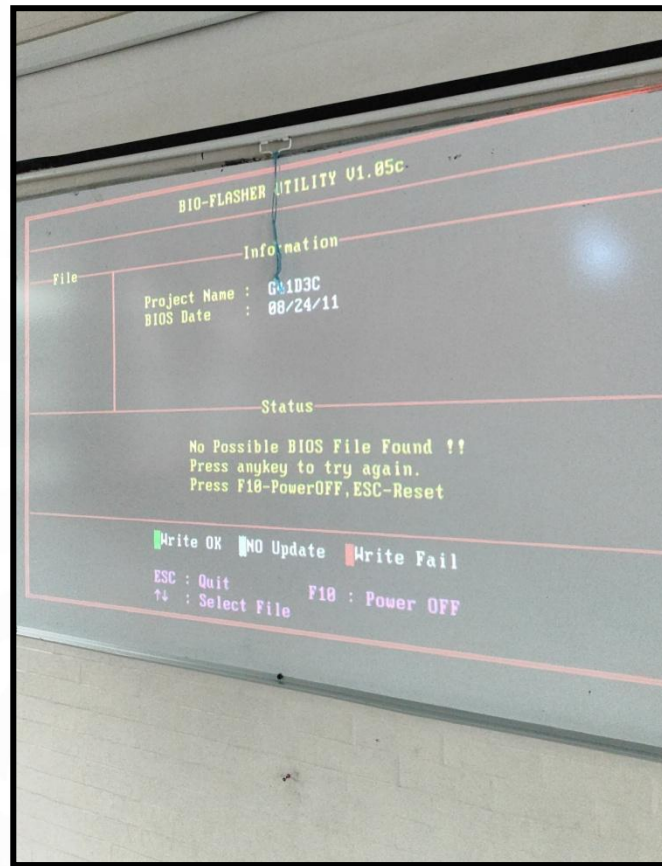 BIO-FLASHER UTILITY V1.05c
Information
File
Project Name :
BIOS Date : 08/24/11
Status
No Possible BIOS File Found !!
Press anykey to try again.
Press F10-PowerOFF,ESC-Reset
Write OK NO Update Write Fail
ESC : Quit F10 : Power OFF
↑↓ : Select File